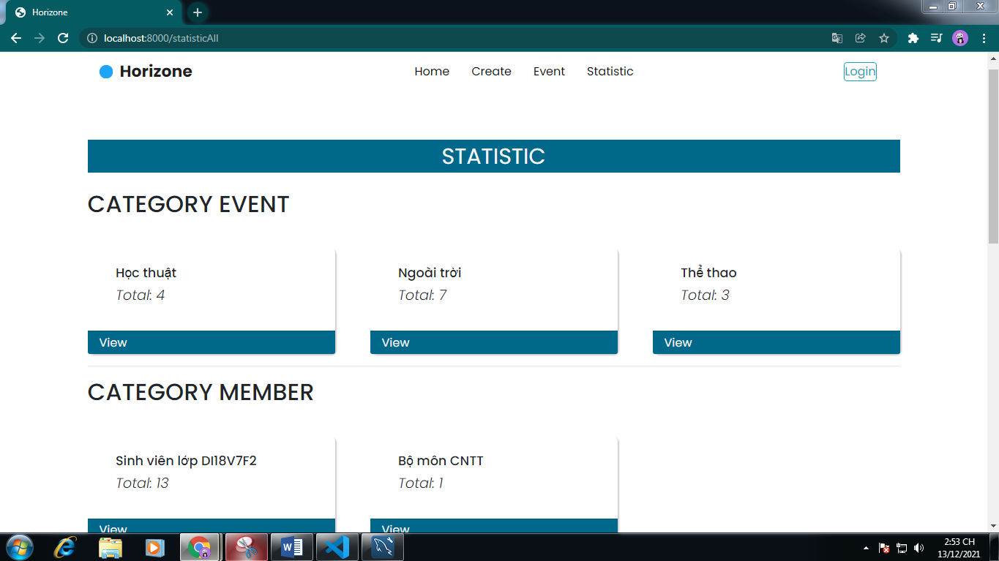 Horizone
localhost:8000/statisticAll
Horizone
Home Create Event Statistic
Login
STATISTIC
CATEGORY EVENT
Học thuật
Total: 4
View
Ngoài trời
Total: 7
View
Thể thao
Total: 3
View
CATEGORY MEMBER
Sinh viên lớp DI18V7F2
Total: 13
View
Bộ môn CNTT
Total: 1
View
2:53 CH
13/12/2021